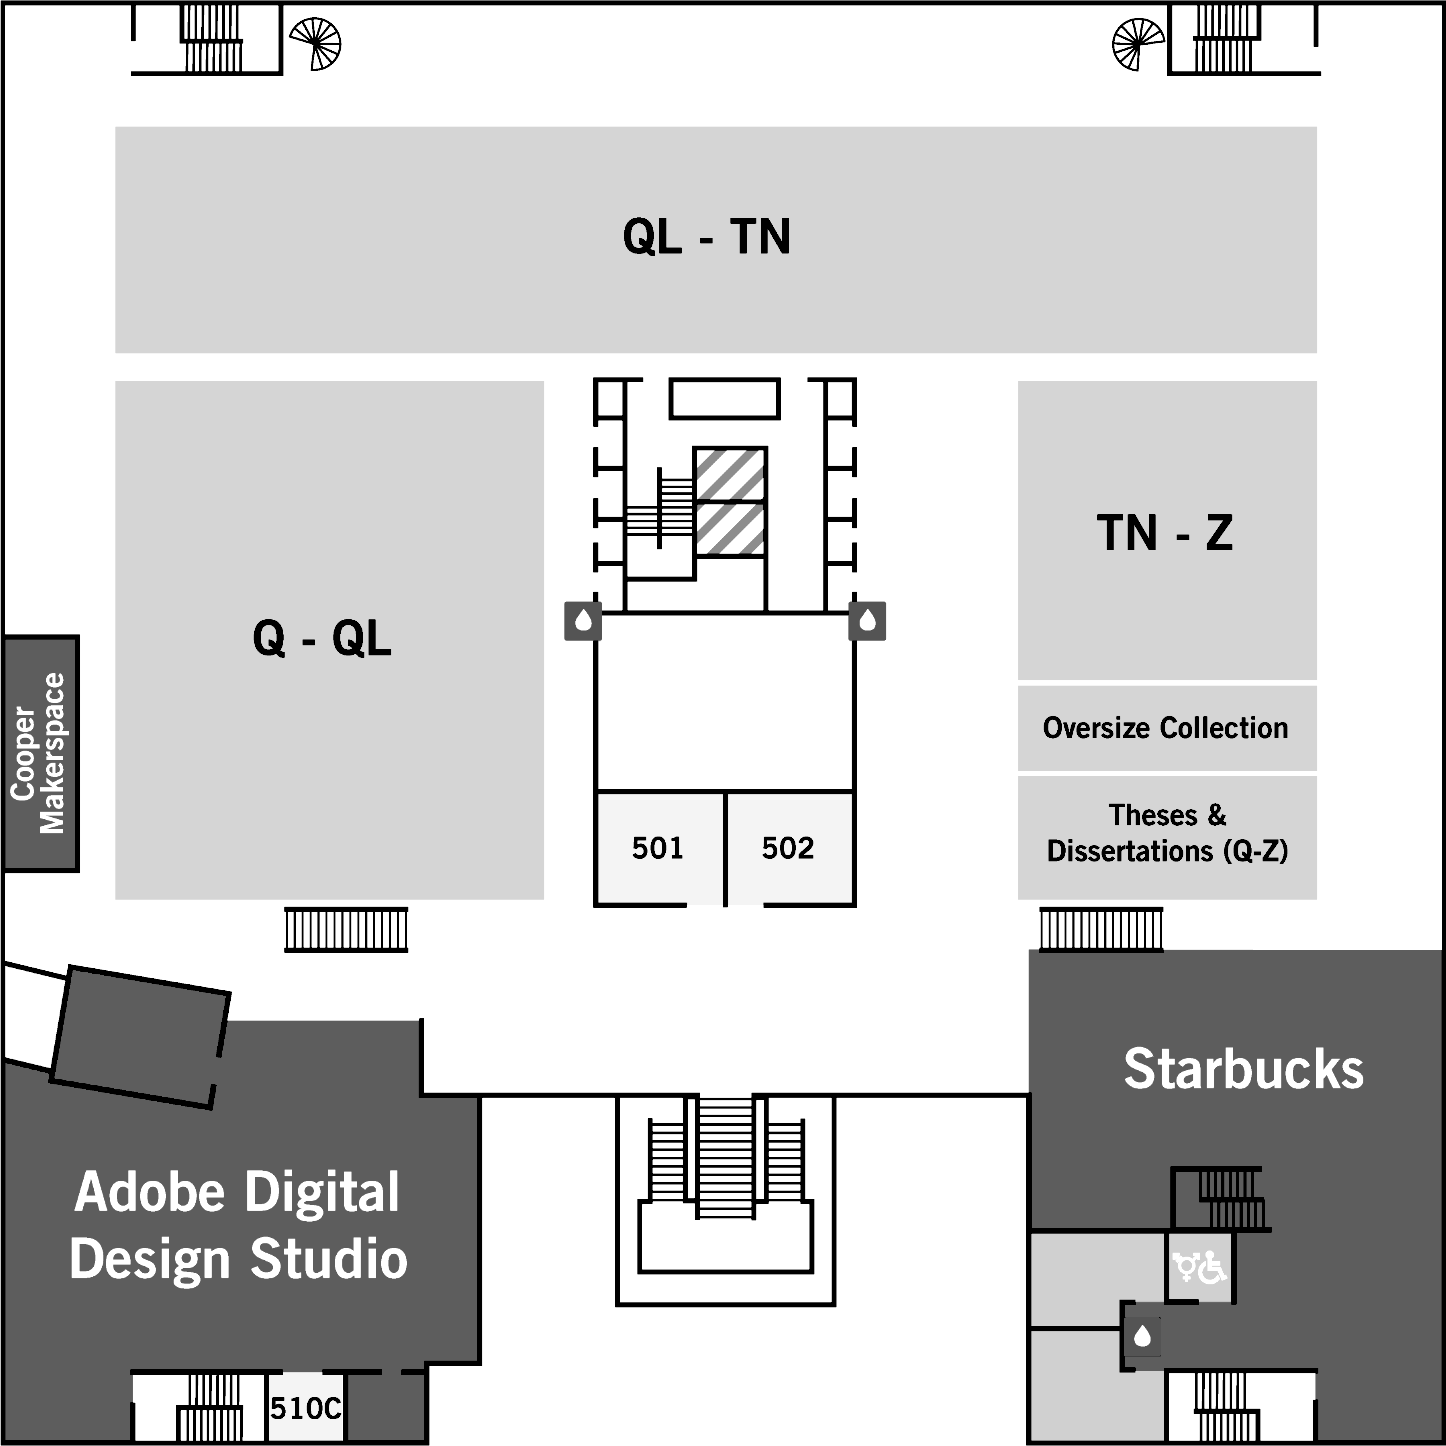 QL - TN
Q - QL
TN - Z
Cooper
Makerspace
Oversize Collection
Theses &
Dissertations (Q-Z)
501
502
Starbucks
Adobe Digital
Design Studio
510C